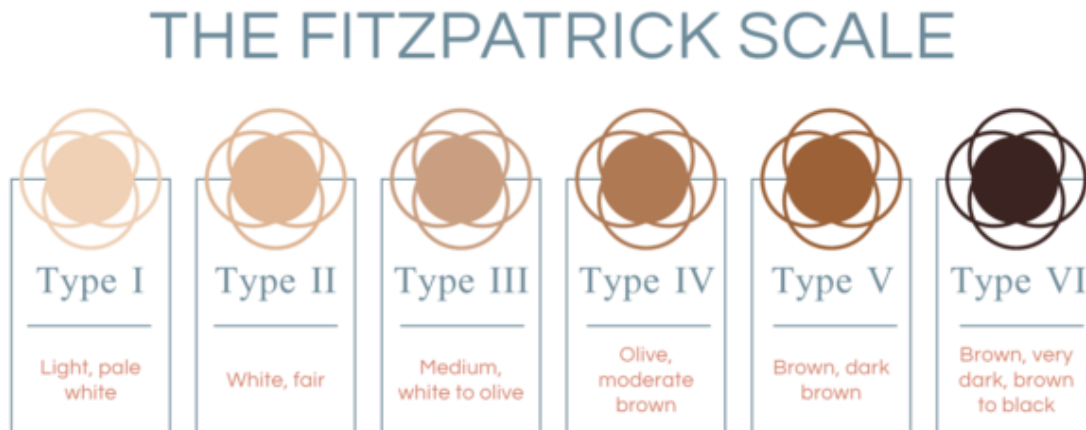 THE FITZPATRICK SCALE
Type I
Light, pale
white
Type II
White, fair
Type III
Medium,
white to olive
Type IV
Olive,
moderate
brown
Type V
Brown, dark
brown
Type VI
Brown, very
dark, brown
to black